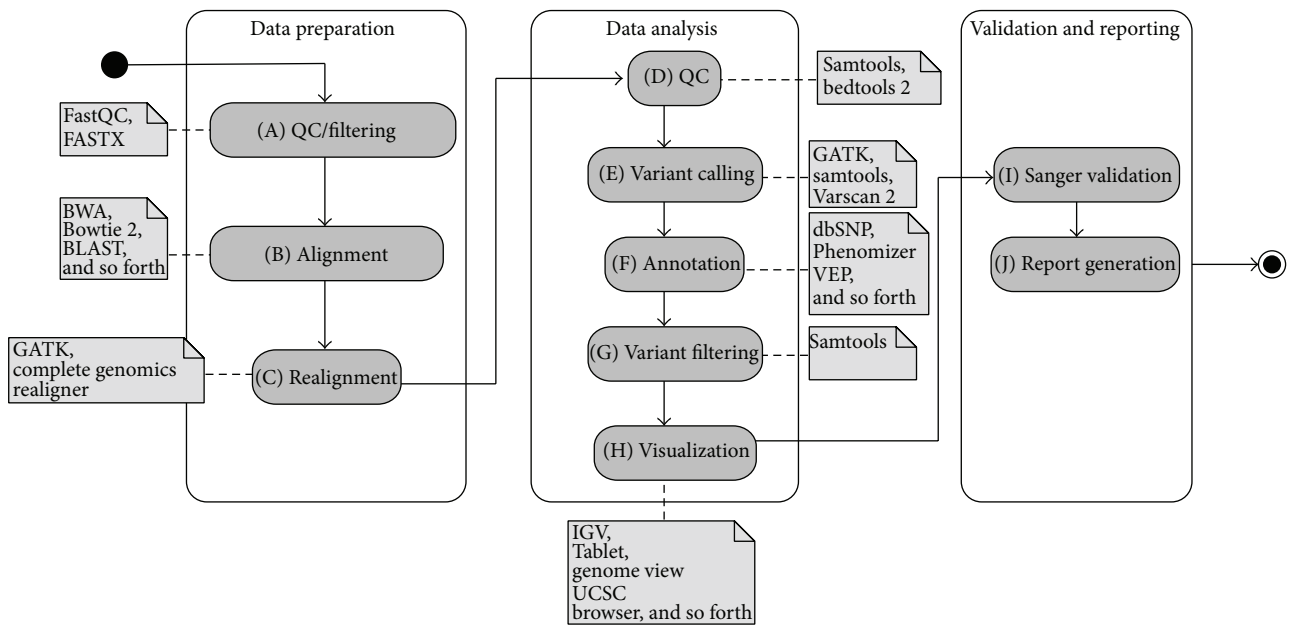 Data preparation
FastQC,
FASTX
(A) QC/filtering
BWA,
Bowtie 2,
BLAST,
and so forth
(B) Alignment
GATK,
complete genomics
realigner
(C) Realignment
Data analysis
(D) QC
Samtools,
bedtools 2
(E) Variant calling
GATK,
samtools,
Varscan 2
(F) Annotation
dbSNP,
Phenomizer
VEP,
and so forth
(G) Variant filtering
Samtools
(H) Visualization
IGV,
Tablet,
genome view
UCSC
browser, and so forth
Validation and reporting
(I) Sanger validation
(J) Report generation